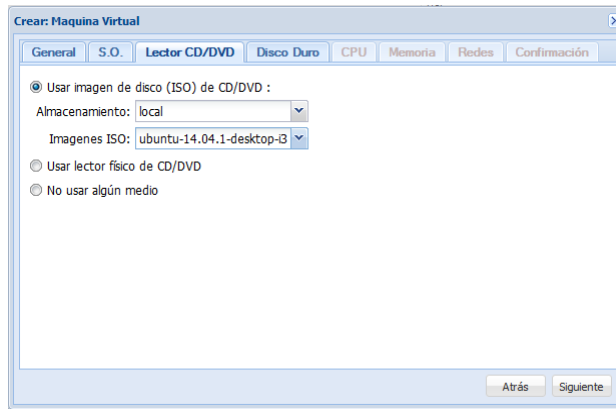 Crear: Maquina Virtual
General S.O. Lector CD/DVD Disco Duro CPU Memoria Redes Confirmación
Usar imagen de disco (ISO) de CD/DVD :
Almacenamiento: local
Imagenes ISO: ubuntu-14.04.1-desktop-i3
Usar lector físico de CD/DVD
No usar algún medio
Atrás Siguiente